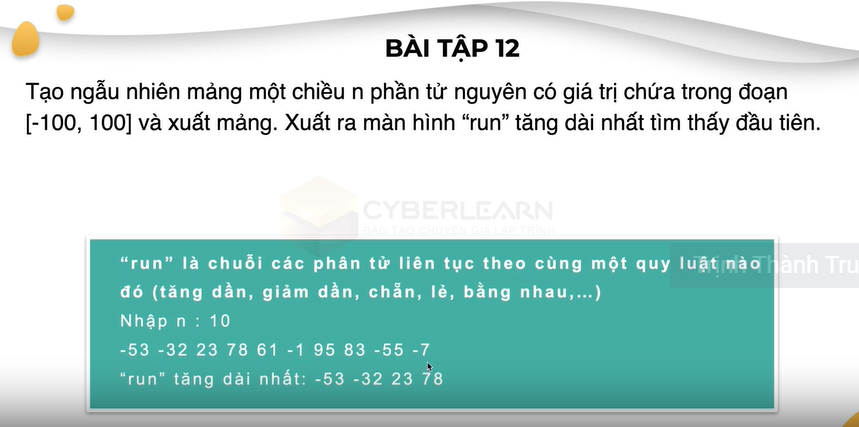 BÀI TẬP 12
Tạo ngẫu nhiên mảng một chiều n phần tử nguyên có giá trị chứa trong đoạn
[-100, 100] và xuất mảng. Xuất ra màn hình “run” tăng dài nhất tìm thấy đầu tiên.
CYBERLEARN
ĐÀO TẠO CHUYÊN GIA LẬP TRÌNH
“run” là chuỗi các phân tử liên tục theo cùng một quy luật nào
Trịnh Thành Tru
đó (tăng dần, giảm dần, chẵn, lẻ, bằng nhau,...)
Nhập n : 10
-53 -32 23 78 61 -1 95 83 -55 -7
“run” tăng dài nhất: -53 -32 23 78